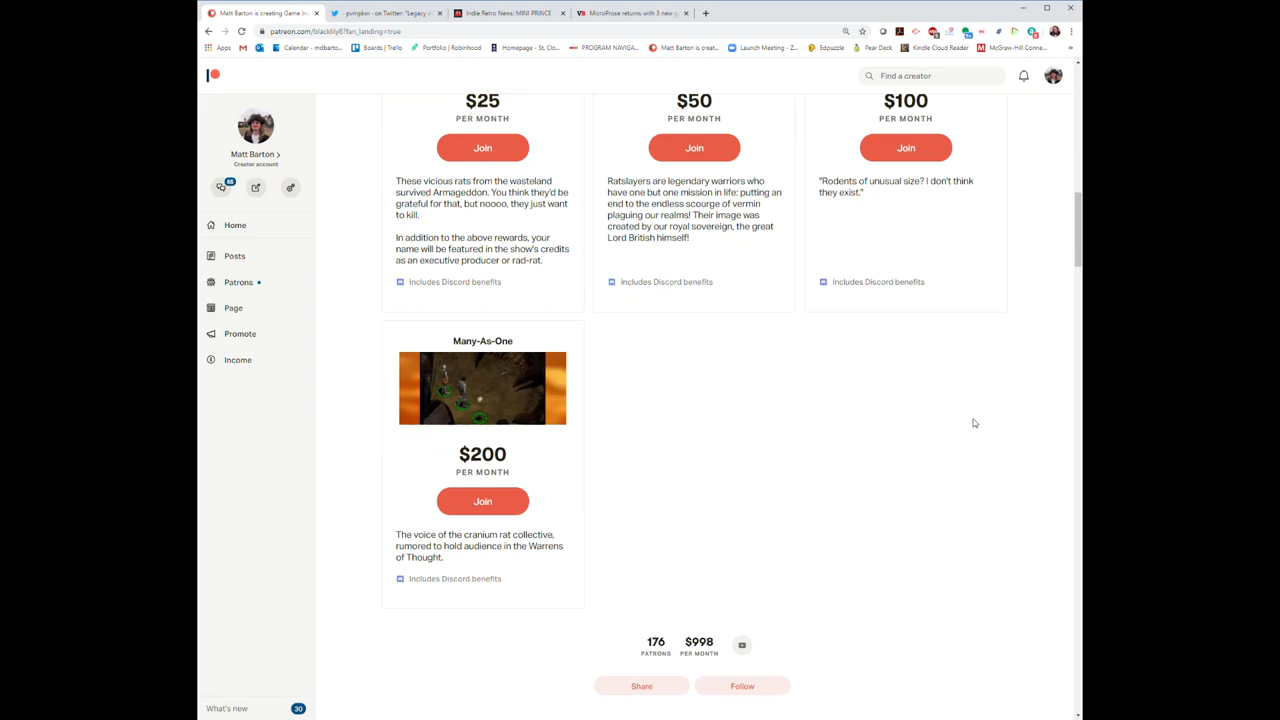 Matt Barton is creating Game In
pvmpkin - on Twitter: "Legacy
Indie Retro News: MINI PRINCE -
MicroProse returns with 3 new
patreon.com/blacklily8?fan_landing=true
Apps
Calendar - mdbarto...
Boards | Trello
Portfolio | Robinhood
Homepage - St. Clo...
PROGRAM NAVIGA...
Matt Barton is creat...
Launch Meeting - Z...
Edpuzzle
Pear Deck
Kindle Cloud Reader
McGraw-Hill Conne...
Find a creator
Matt Barton
Creator account
66
Home
Posts
Patrons
Page
Promote
Income
What's new
30
$25
PER MONTH
Join
These vicious rats from the wasteland
survived Armageddon. You think they'd be
grateful for that, but noooo, they just want
to kill.
In addition to the above rewards, your
name will be featured in the show's credits
as an executive producer or rad-rat.
Includes Discord benefits
$50
PER MONTH
Join
Ratslayers are legendary warriors who
have one but one mission in life: putting an
end to the endless scourge of vermin
plaguing our realms! Their image was
created by our royal sovereign, the great
Lord British himself!
Includes Discord benefits
$100
PER MONTH
Join
"Rodents of unusual size? I don't think
they exist."
Includes Discord benefits
Many-As-One
$200
PER MONTH
Join
The voice of the cranium rat collective,
rumored to hold audience in the Warrens
of Thought.
Includes Discord benefits
176
PATRONS
$998
PER MONTH
Share
Follow